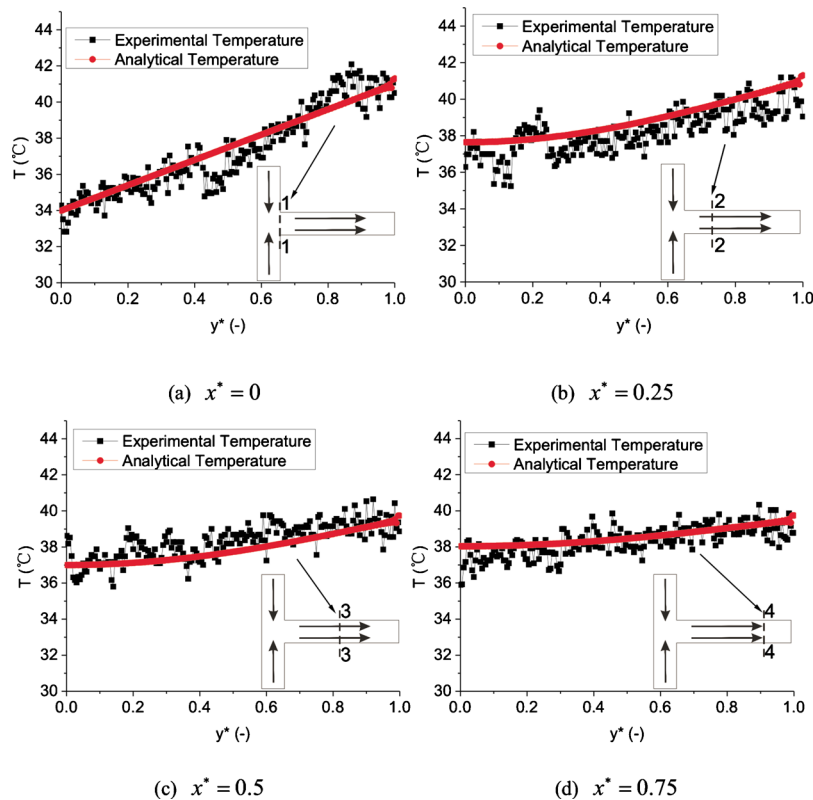 44
42
40
38
36
34
32
30
T (℃)
Experimental Temperature
Analytical Temperature
1
1
0.0 0.2 0.4 0.6 0.8 1.0
y* (-)
(a) x* = 0
44
42
40
38
36
34
32
30
T (℃)
Experimental Temperature
Analytical Temperature
2
2
0.0 0.2 0.4 0.6 0.8 1.0
y* (-)
(b) x* = 0.25
44
42
40
38
36
34
32
30
T (℃)
Experimental Temperature
Analytical Temperature
3
3
0.0 0.2 0.4 0.6 0.8 1.0
y* (-)
(c) x* = 0.5
44
42
40
38
36
34
32
30
T (℃)
Experimental Temperature
Analytical Temperature
4
4
0.0 0.2 0.4 0.6 0.8 1.0
y* (-)
(d) x* = 0.75